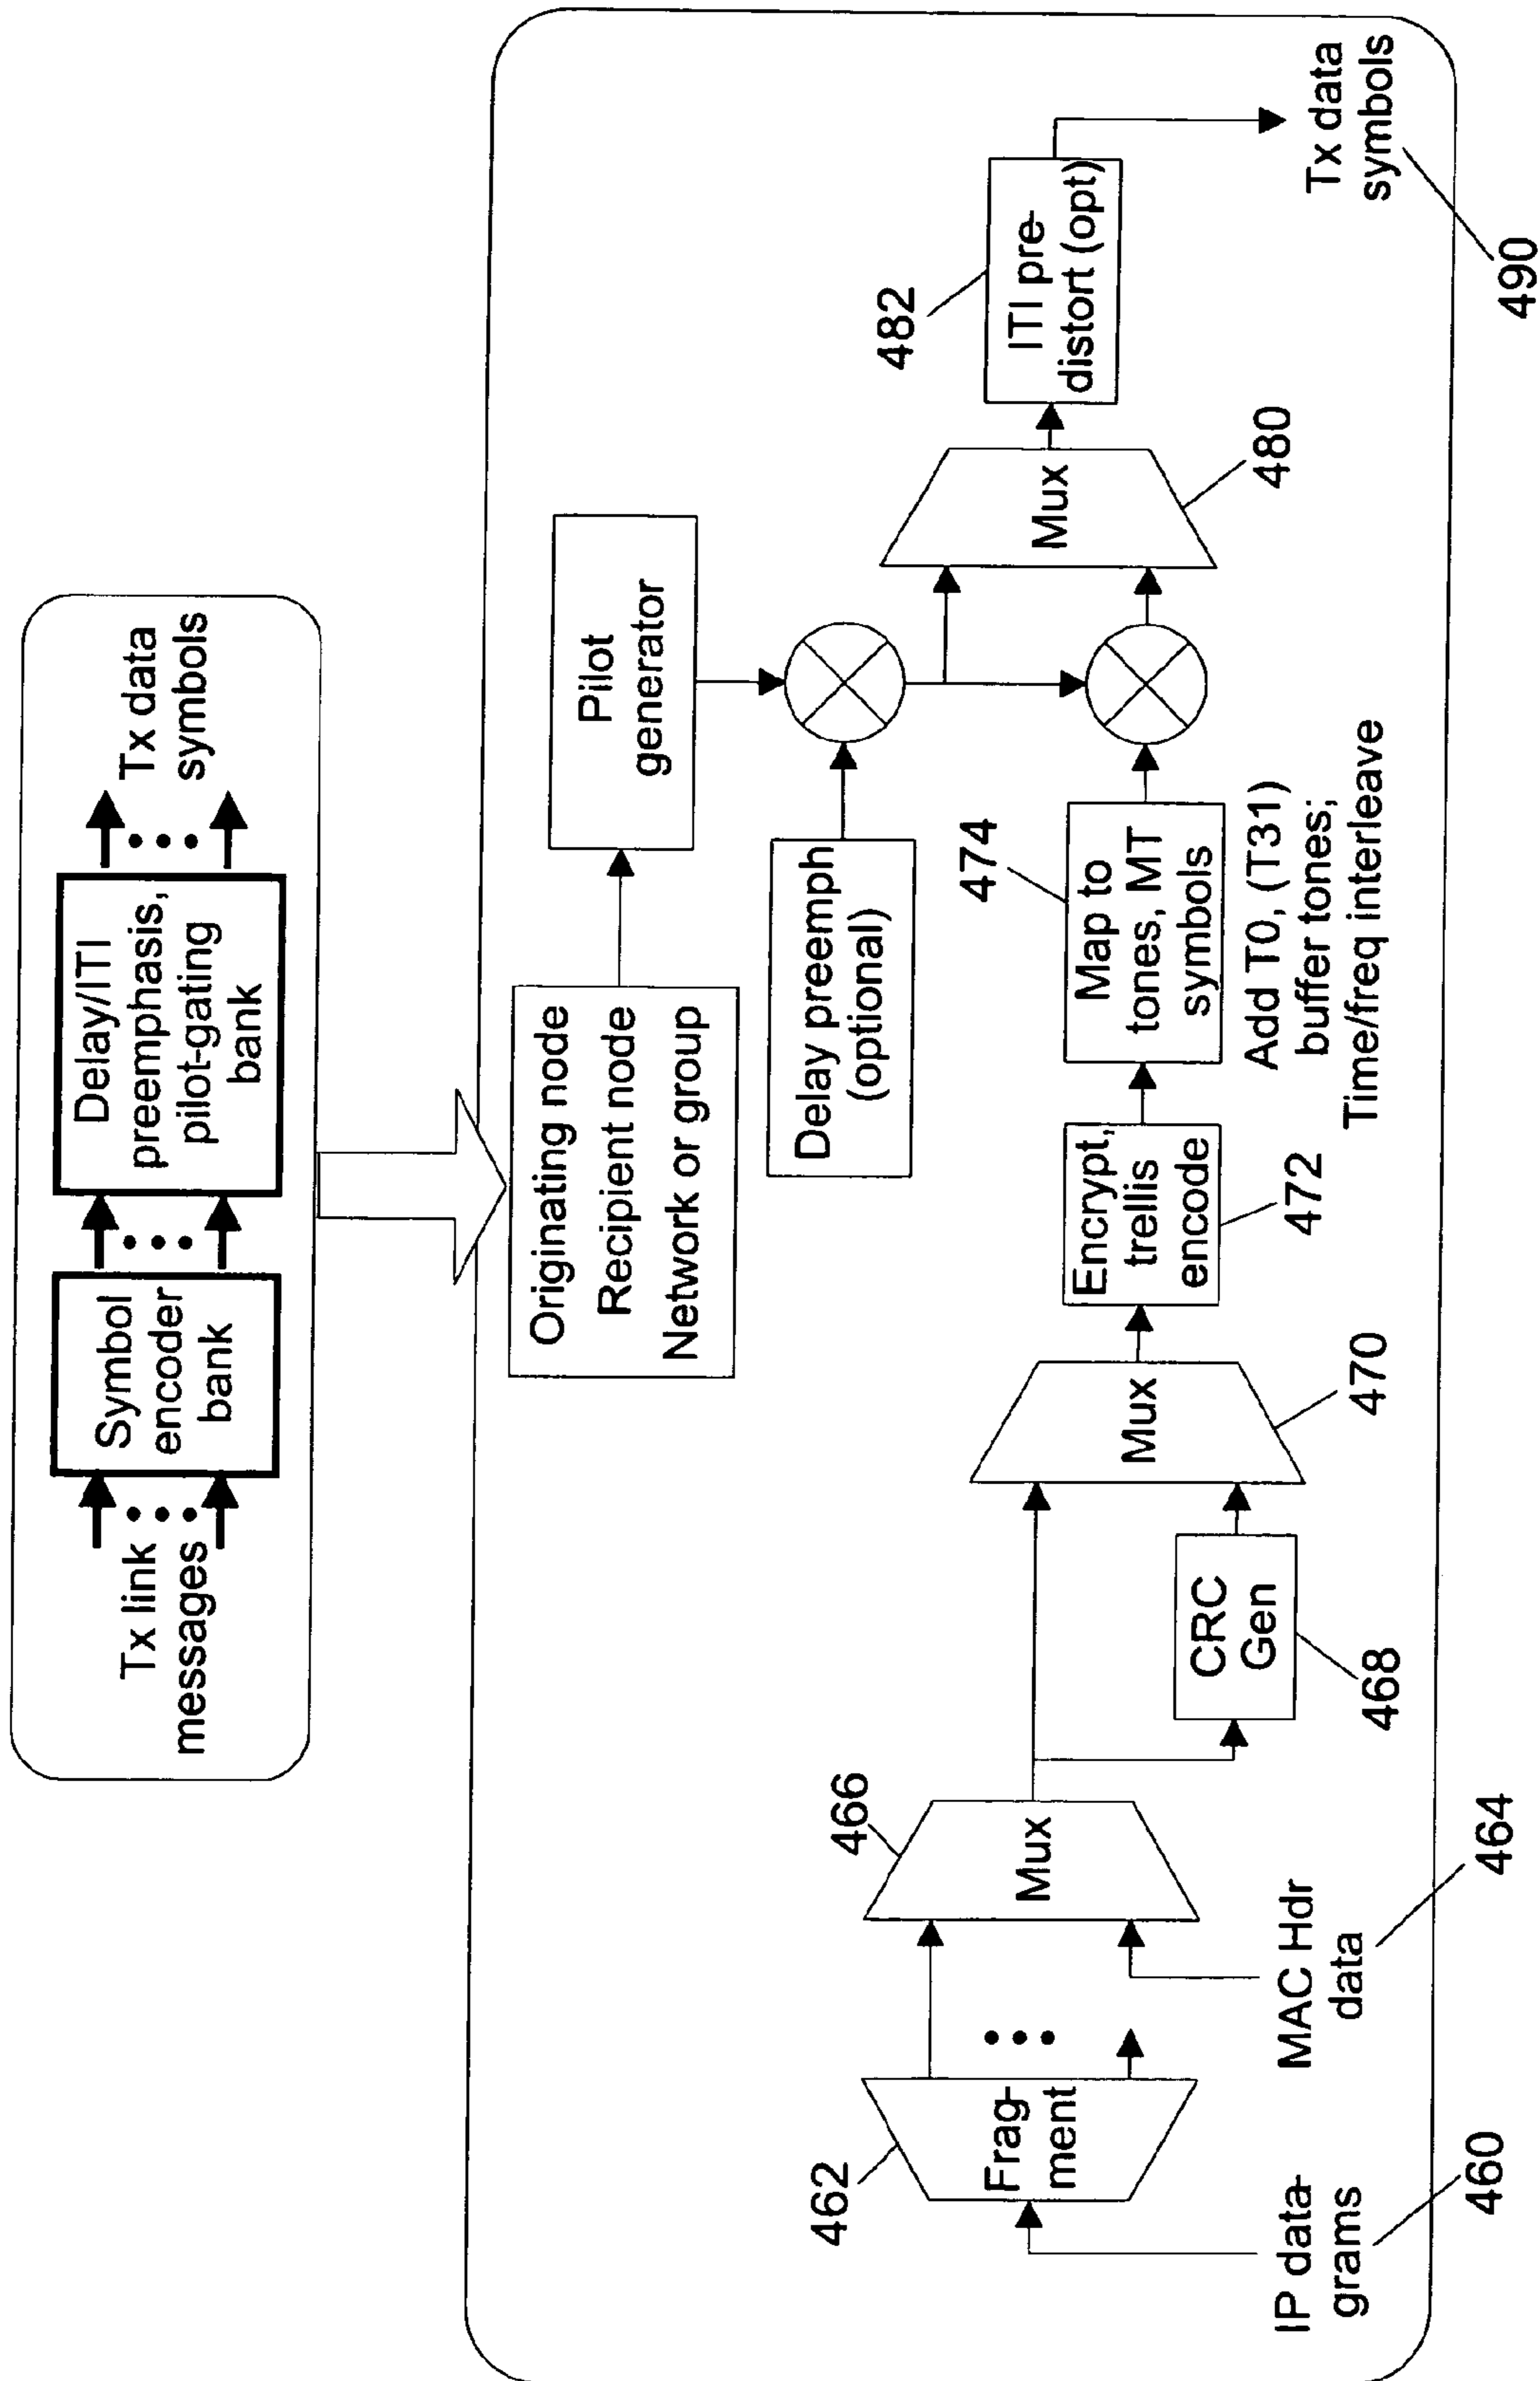 Tx link
messages
Symbol
encoder
bank
Delay/ITI
preemphasis,
pilot-gating
bank
Tx data
symbols
Originating node
Recipient node
Network or group
Pilot
generator
Delay preemph
(optional)
IP data-
grams
460
462
Frag-
ment
MAC Hdr
data
464
466
Mux
CRC
Gen
468
Mux
470
Encrypt,
trellis
encode
472
474
Map to
tones, MT
symbols
Add T0, (T31)
buffer tones;
Time/freq interleave
Mux
480
482
ITI pre-
distort (opt)
Tx data
symbols
490